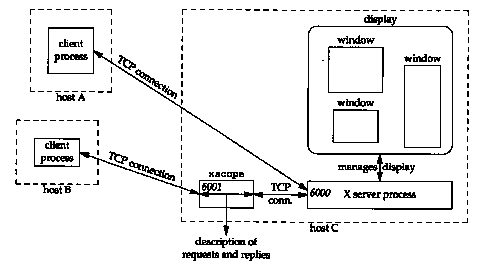 display
client
process
host A
TCP connection
window
window
window
client
process
host B
TCP connection
manages display
xscope
6001
TCP
conn.
6000 X server process
host C
description of
requests and replies